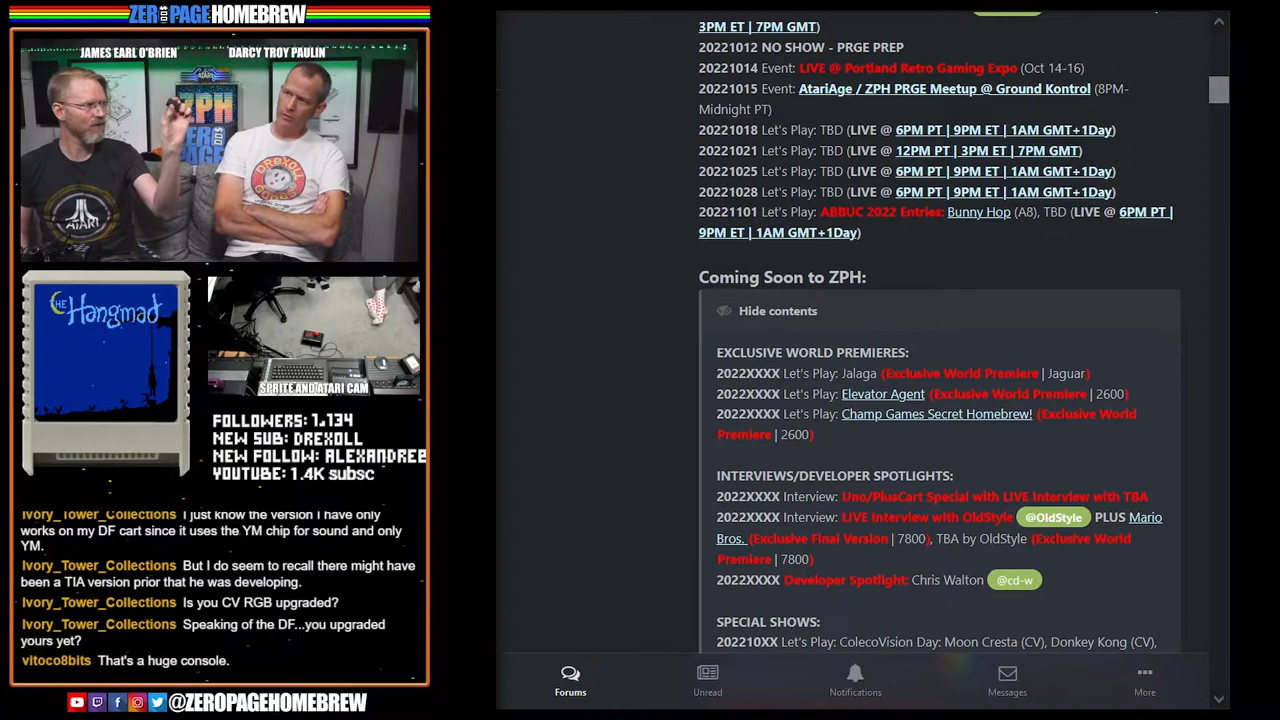 ZERO PAGE HOMEBREW
JAMES EARL O'BRIEN
DARCY TROY PAULIN
ATARI
ZPH
ZERO
PAGE
ATARI
DREXOLL
GAMES
THE Hangmad
SPRITE AND ATARI CAM
FOLLOWERS: 1,134
NEW SUB: DREXOLL
NEW FOLLOW: ALEXANDREB
YOUTUBE: 1.4K subsc
Ivory_Tower_Collections I just know the version I have only
works on my DF cart since it uses the YM chip for sound and only
YM.
Ivory_Tower_Collections But I do seem to recall there might have
been a TIA version prior that he was developing.
Ivory_Tower_Collections Is you CV RGB upgraded?
Ivory_Tower_Collections Speaking of the DF...you upgraded
yours yet?
vitoco8bits That's a huge console.
@ZEROPAGEHOMEBREW
3PM ET | 7PM GMT)
20221012 NO SHOW - PRGE PREP
20221014 Event: LIVE @ Portland Retro Gaming Expo (Oct 14-16)
20221015 Event: AtariAge / ZPH PRGE Meetup @ Ground Kontrol (8PM-
Midnight PT)
20221018 Let's Play: TBD (LIVE @ 6PM PT | 9PM ET | 1AM GMT+1Day)
20221021 Let's Play: TBD (LIVE @ 12PM PT | 3PM ET | 7PM GMT)
20221025 Let's Play: TBD (LIVE @ 6PM PT | 9PM ET | 1AM GMT+1Day)
20221028 Let's Play: TBD (LIVE @ 6PM PT | 9PM ET | 1AM GMT+1Day)
20221101 Let's Play: ABBUC 2022 Entries: Bunny Hop (A8), TBD (LIVE @ 6PM PT |
9PM ET | 1AM GMT+1Day)
Coming Soon to ZPH:
Hide contents
EXCLUSIVE WORLD PREMIERES:
2022XXXX Let's Play: Jalaga (Exclusive World Premiere | Jaguar)
2022XXXX Let's Play: Elevator Agent (Exclusive World Premiere | 2600)
2022XXXX Let's Play: Champ Games Secret Homebrew! (Exclusive World
Premiere | 2600)
INTERVIEWS/DEVELOPER SPOTLIGHTS:
2022XXXX Interview: Uno/PlusCart Special with LIVE Interview with TBA
2022XXXX Interview: LIVE Interview with OldStyle @OldStyle PLUS Mario
Bros. (Exclusive Final Version | 7800), TBA by OldStyle (Exclusive World
Premiere | 7800)
2022XXXX Developer Spotlight: Chris Walton @cd-w
SPECIAL SHOWS:
202210XX Let's Play: ColecoVision Day: Moon Cresta (CV), Donkey Kong (CV),
Forums
Unread
Notifications
Messages
More